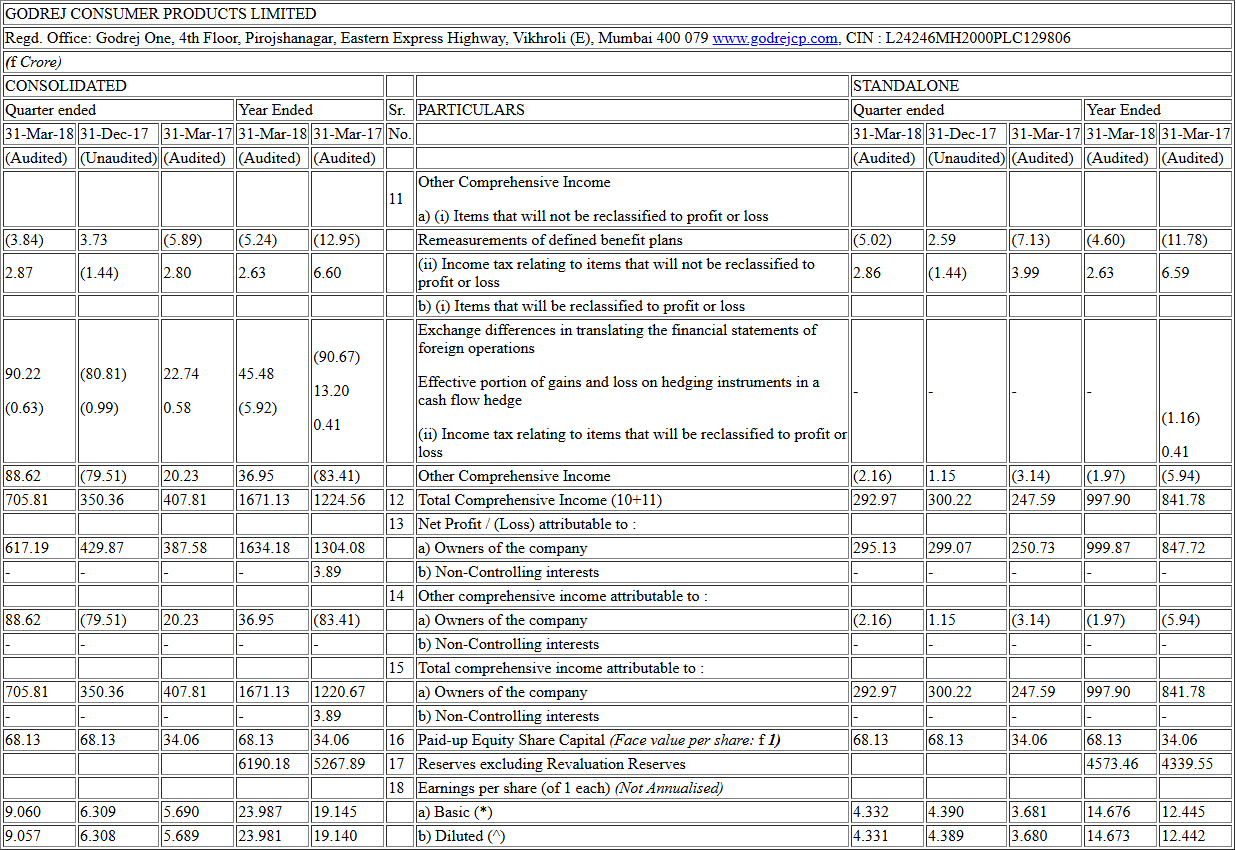 GODREJ CONSUMER PRODUCTS LIMITED
Regd. Office: Godrej One, 4th Floor, Pirojshanagar, Eastern Express Highway, Vikhroli (E), Mumbai 400 079 www.godrejcp.com, CIN : L24246MH2000PLC129806
(f Crore)
CONSOLIDATED STANDALONE
Quarter ended Year Ended Sr. PARTICULARS Quarter ended Year Ended
31-Mar-18 31-Dec-17 31-Mar-17 31-Mar-18 31-Mar-17 No. 31-Mar-18 31-Dec-17 31-Mar-17 31-Mar-18 31-Mar-17
(Audited) (Unaudited) (Audited) (Audited) (Audited) (Audited) (Unaudited) (Audited) (Audited) (Audited)
11 Other Comprehensive Income
a) (i) Items that will not be reclassified to profit or loss
(3.84) 3.73 (5.89) (5.24) (12.95) Remeasurements of defined benefit plans (5.02) 2.59 (7.13) (4.60) (11.78)
2.87 (1.44) 2.80 2.63 6.60 (ii) Income tax relating to items that will not be reclassified to
profit or loss 2.86 (1.44) 3.99 2.63 6.59
b) (i) Items that will be reclassified to profit or loss
90.22 (80.81) 22.74 45.48 (90.67)
(0.63) (0.99) 0.58 (5.92) 13.20
0.41
Exchange differences in translating the financial statements of
foreign operations
Effective portion of gains and loss on hedging instruments in a
cash flow hedge
(ii) Income tax relating to items that will be reclassified to profit or
loss
- - - - (1.16)
0.41
88.62 (79.51) 20.23 36.95 (83.41) Other Comprehensive Income (2.16) 1.15 (3.14) (1.97) (5.94)
705.81 350.36 407.81 1671.13 1224.56 12 Total Comprehensive Income (10+11) 292.97 300.22 247.59 997.90 841.78
13 Net Profit / (Loss) attributable to :
617.19 429.87 387.58 1634.18 1304.08 a) Owners of the company 295.13 299.07 250.73 999.87 847.72
- - - - 3.89 b) Non-Controlling interests - - - - -
14 Other comprehensive income attributable to :
88.62 (79.51) 20.23 36.95 (83.41) a) Owners of the company (2.16) 1.15 (3.14) (1.97) (5.94)
- - - - - b) Non-Controlling interests - - - - -
15 Total comprehensive income attributable to :
705.81 350.36 407.81 1671.13 1220.67 a) Owners of the company 292.97 300.22 247.59 997.90 841.78
- - - - 3.89 b) Non-Controlling interests - - - - -
68.13 68.13 34.06 68.13 34.06 16 Paid-up Equity Share Capital (Face value per share: f 1) 68.13 68.13 34.06 68.13 34.06
6190.18 5267.89 17 Reserves excluding Revaluation Reserves 4573.46 4339.55
18 Earnings per share (of 1 each) (Not Annualised)
9.060 6.309 5.690 23.987 19.145 a) Basic (*) 4.332 4.390 3.681 14.676 12.445
9.057 6.308 5.689 23.981 19.140 b) Diluted (^) 4.331 4.389 3.680 14.673 12.442